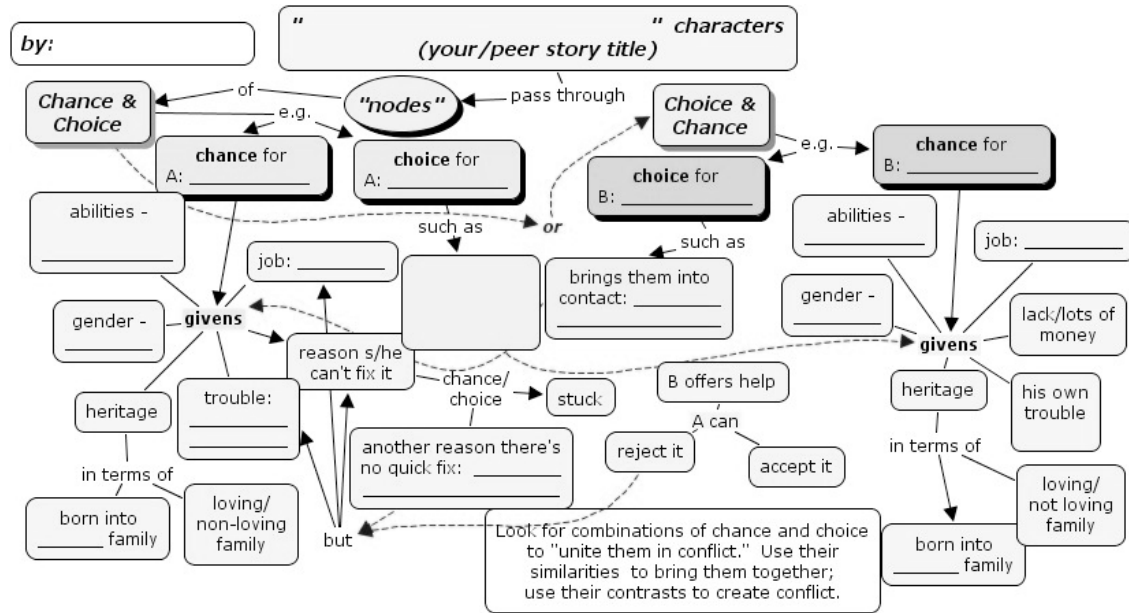 by:
" " characters
(your/peer story title)
Chance &
Choice
of
"nodes"
pass through
e.g.
Choice &
Chance
e.g.
chance for
A: ____________
choice for
A: ____________
choice for
B: ____________
chance for
B: ____________
abilities -
____________
such as
or
such as
abilities -
____________
job: ________
job: ________
brings them into
contact: ________
________________
gender -
________
givens
gender -
________
givens
lack/lots of
money
reason s/he
can't fix it
chance/
choice
stuck
B offers help
A can
reject it
accept it
heritage
trouble:
________
________
heritage
his own
trouble
another reason there's
no quick fix: ________
________________
in terms of
in terms of
born into
______ family
loving/
non-loving
family
but
Look for combinations of chance and choice
to "unite them in conflict." Use their
similarities to bring them together;
use their contrasts to create conflict.
born into
______ family
loving/
not loving
family